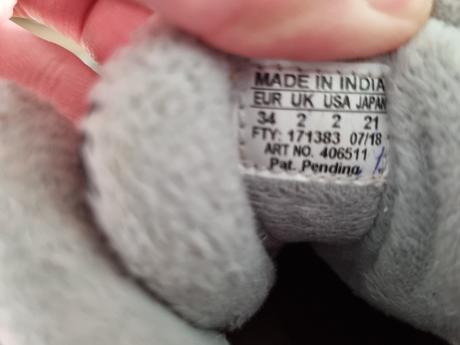 MADE IN INDIA
EUR UK USA JAPAN
34 2 2 21
FTY: 171383 07/18
ART NO. 406511
Pat. Pending